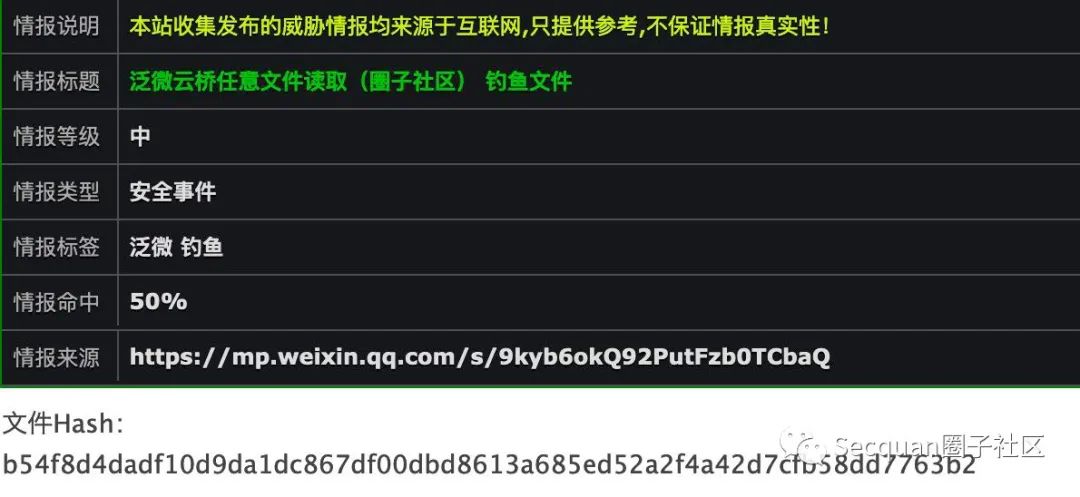 情报说明 本站收集发布的威胁情报均来源于互联网,只提供参考,不保证情报真实性!
情报标题 泛微云桥任意文件读取（圈子社区） 钓鱼文件
情报等级 中
情报类型 安全事件
情报标签 泛微 钓鱼
情报命中 50%
情报来源 https://mp.weixin.qq.com/s/9kyb6okQ92PutFzb0TCbaQ
文件Hash：
b54f8d4dadf10d9da1dc867df00dbd8613a685ed52a2f4a42d7cfb58dd7763b2
Secquan圈子社区